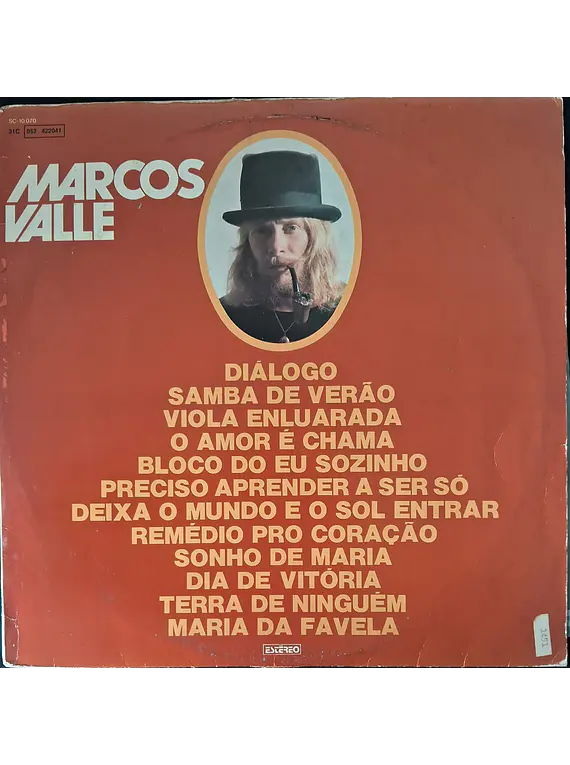 SC-10.070
31C 052 422041
MARCOS
VALLE
DIÁLOGO
SAMBA DE VERÃO
VIOLA ENLUARADA
O AMOR É CHAMA
BLOCO DO EU SOZINHO
PRECISO APRENDER A SER SÓ
DEIXA O MUNDO E O SOL ENTRAR
REMÉDIO PRO CORAÇÃO
SONHO DE MARIA
DIA DE VITÓRIA
TERRA DE NINGUÉM
MARIA DA FAVELA
ESTÉREO